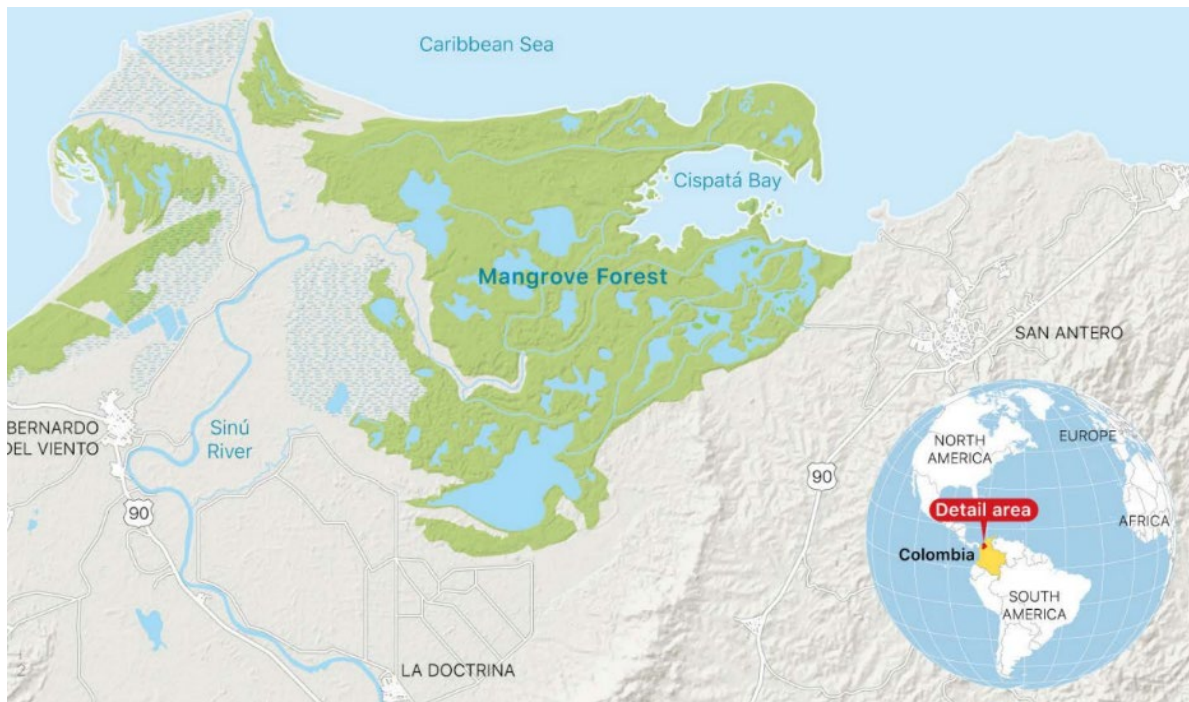 Caribbean Sea
Cispatá Bay
Mangrove Forest
SAN ANTERO
BERNARDO
DEL VIENTO
Sinú
River
90
90
LA DOCTRINA
NORTH
AMERICA
EUROPE
Detail area
AFRICA
Colombia
SOUTH
AMERICA